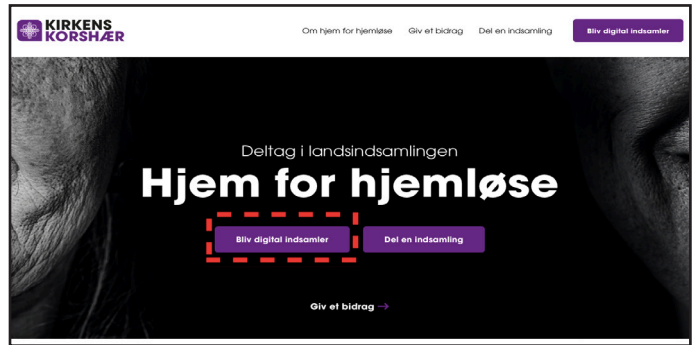 KIRKENS
KORSHÆR
Om hjem for hjemløse Giv et bidrag Del en indsamling Bliv digital indsamler
Deltag i landsindsamlingen
Hjem for hjemløse
Bliv digital indsamler Del en indsamling
Giv et bidrag →